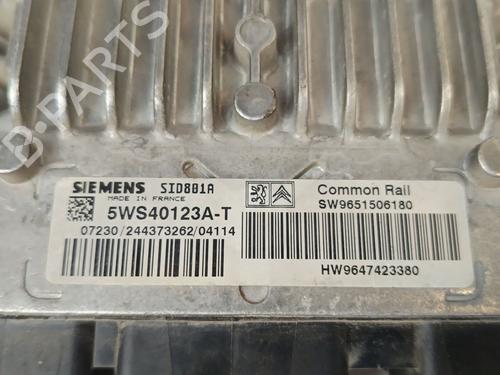 B-PARTS
SIEMENS SID801A
MADE IN FRANCE
5WS40123A-T
07230/244373262/04114
Common Rail
SW9651506180
HW9647423380